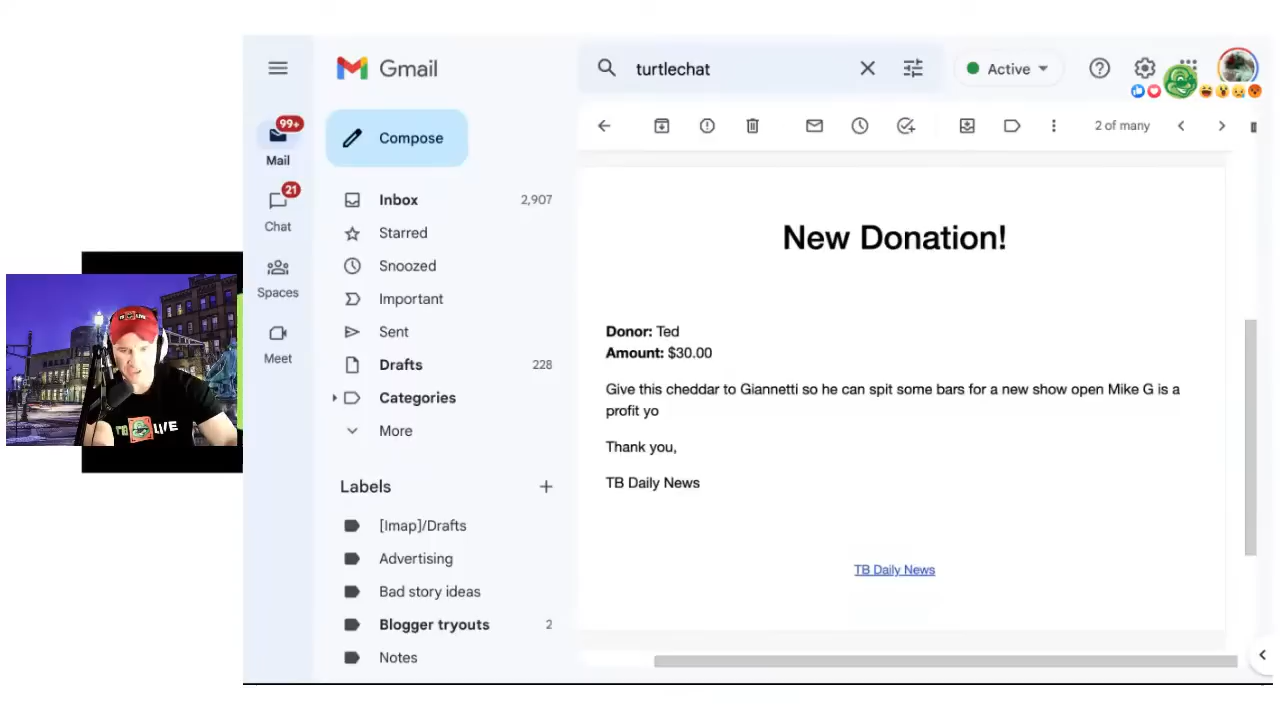 Gmail
turtlechat
Active
99+
Compose
2 of many
Mail
21
Inbox 2,907
Chat
Starred
New Donation!
Snoozed
Spaces
Important
Sent
Donor: Ted
Meet
Amount: $30.00
Drafts 228
Give this cheddar to Giannetti so he can spit some bars for a new show open Mike G is a
profit yo
Categories
More
Thank you,
TB LIVE
Labels
TB Daily News
[Imap]/Drafts
Advertising
TB Daily News
Bad story ideas
Blogger tryouts 2
Notes